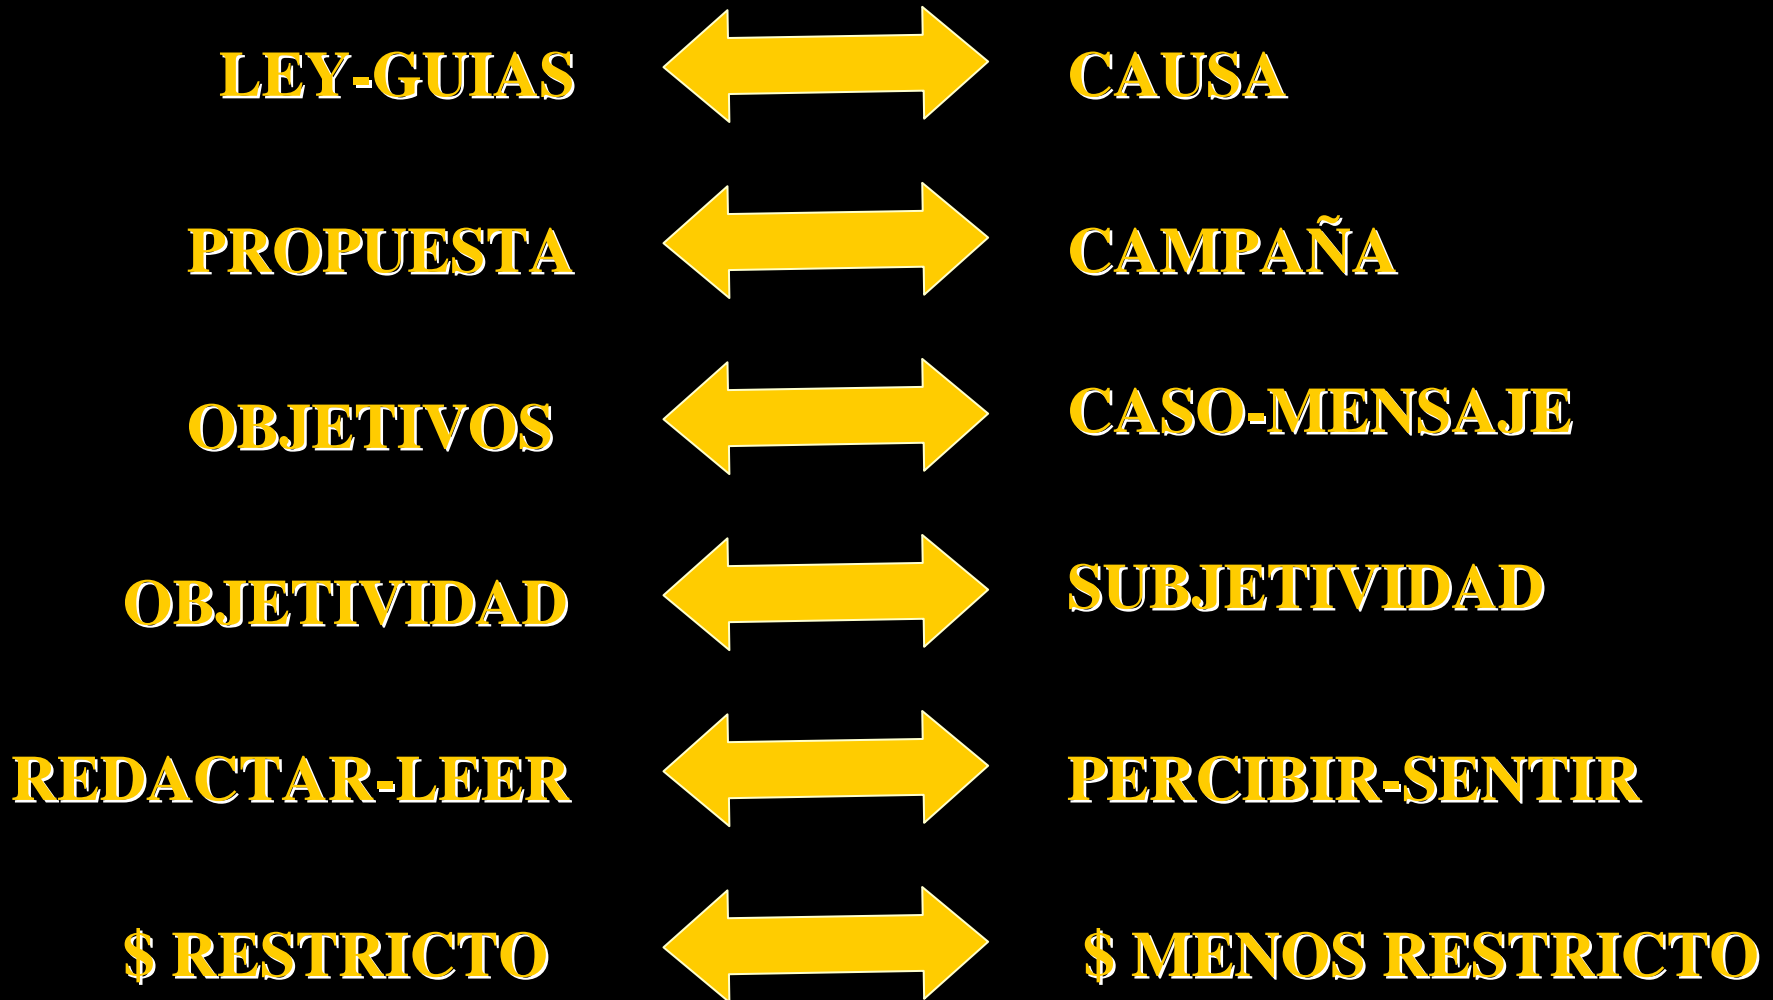 LEY-GUIAS CAUSA
PROPUESTA CAMPAÑA
OBJETIVOS CASO-MENSAJE
OBJETIVIDAD SUBJETIVIDAD
REDACTAR-LEER PERCIBIR-SENTIR
$ RESTRICTO $ MENOS RESTRICTO